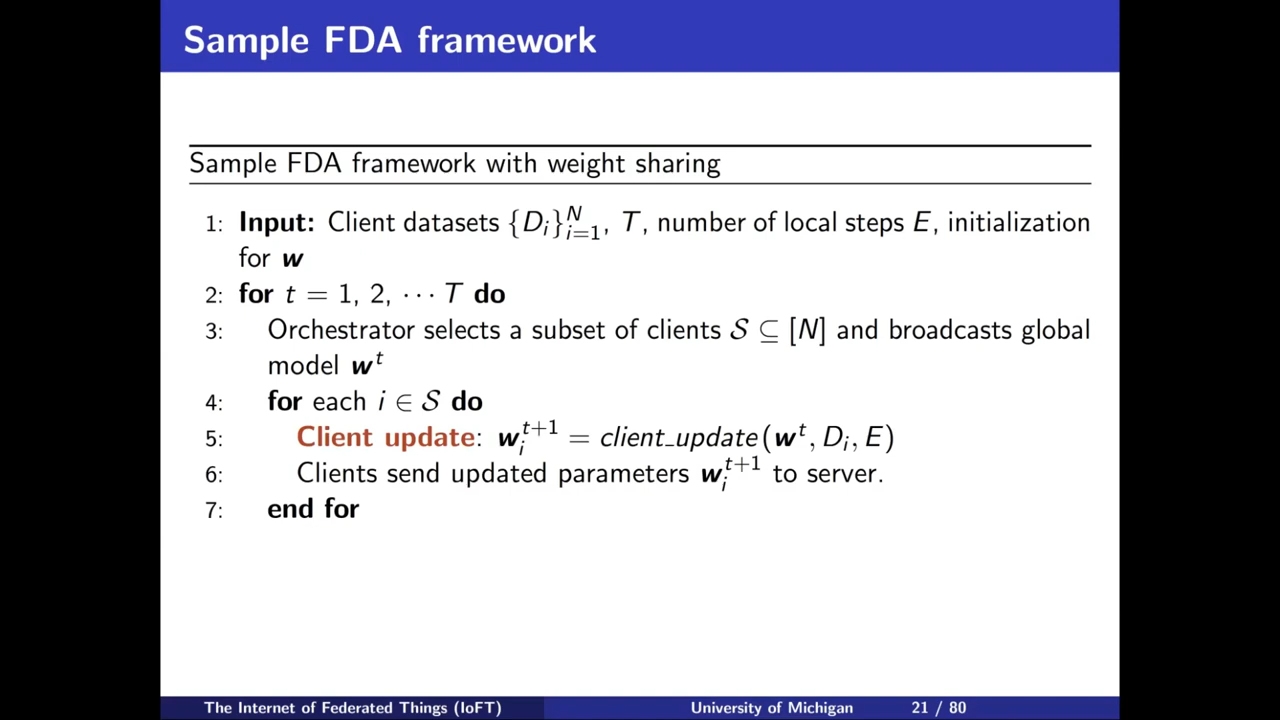 Sample FDA framework
Sample FDA framework with weight sharing
1: Input: Client datasets {D_i}_{i=1}^N, T, number of local steps E, initialization
for w
2: for t = 1, 2, ⋯ T do
3: Orchestrator selects a subset of clients 𝒮 ⊆ [N] and broadcasts global
model w^t
4: for each i ∈ 𝒮 do
5: Client update: w_i^{t+1} = client_update(w^t, D_i, E)
6: Clients send updated parameters w_i^{t+1} to server.
7: end for
The Internet of Federated Things (IoFT) University of Michigan 21 / 80